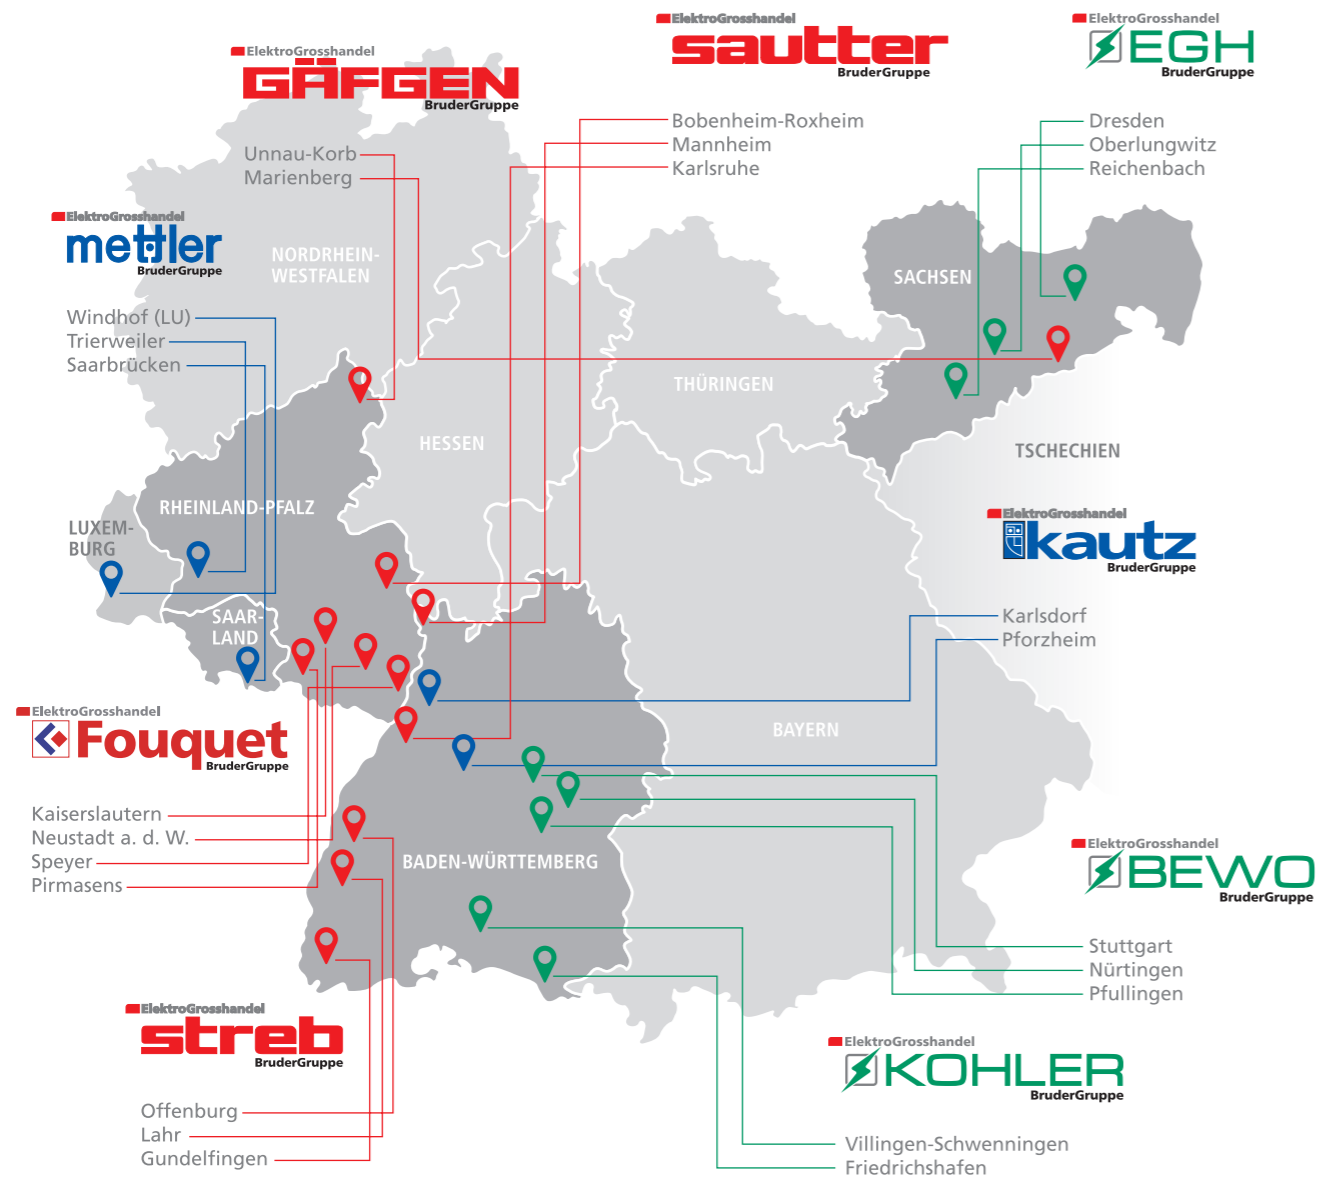 ElektroGrosshandel
GÄFGEN
BruderGruppe
Unnau-Korb
Marienberg
ElektroGrosshandel
sautter
BruderGruppe
Bobenheim-Roxheim
Mannheim
Karlsruhe
ElektroGrosshandel
EGH
BruderGruppe
Dresden
Oberlungwitz
Reichenbach
ElektroGrosshandel
mettler
BruderGruppe
Windhof (LU)
Trierweiler
Saarbrücken
NORDRHEIN-
WESTFALEN
SACHSEN
THÜRINGEN
HESSEN
TSCHECHIEN
RHEINLAND-PFALZ
LUXEM-
BURG
SAAR-
LAND
ElektroGrosshandel
kautz
BruderGruppe
Karlsdorf
Pforzheim
ElektroGrosshandel
Fouquet
BruderGruppe
Kaiserslautern
Neustadt a. d. W.
Speyer
Pirmasens
BAYERN
BADEN-WÜRTTEMBERG
ElektroGrosshandel
BEWO
BruderGruppe
Stuttgart
Nürtingen
Pfullingen
ElektroGrosshandel
streb
BruderGruppe
Offenburg
Lahr
Gundelfingen
ElektroGrosshandel
KOHLER
BruderGruppe
Villingen-Schwenningen
Friedrichshafen